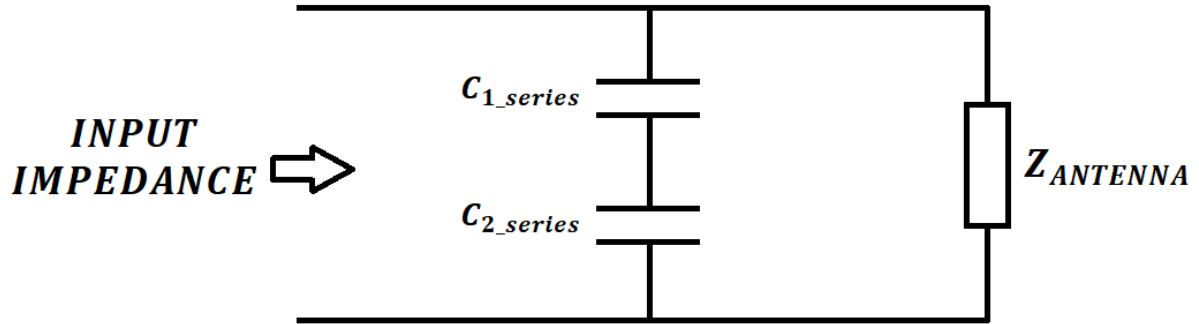 C1_series
INPUT
IMPEDANCE
ZANTENNA
C2_series